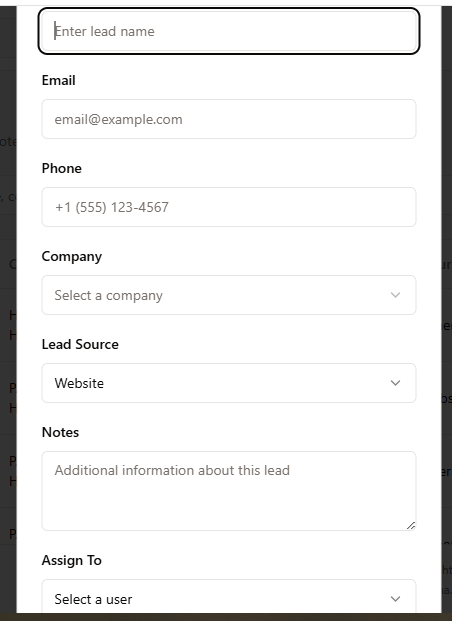 Enter lead name
Email
email@example.com
Phone
+1 (555) 123-4567
Company
Select a company
Lead Source
Website
Notes
Additional information about this lead
Assign To
Select a user